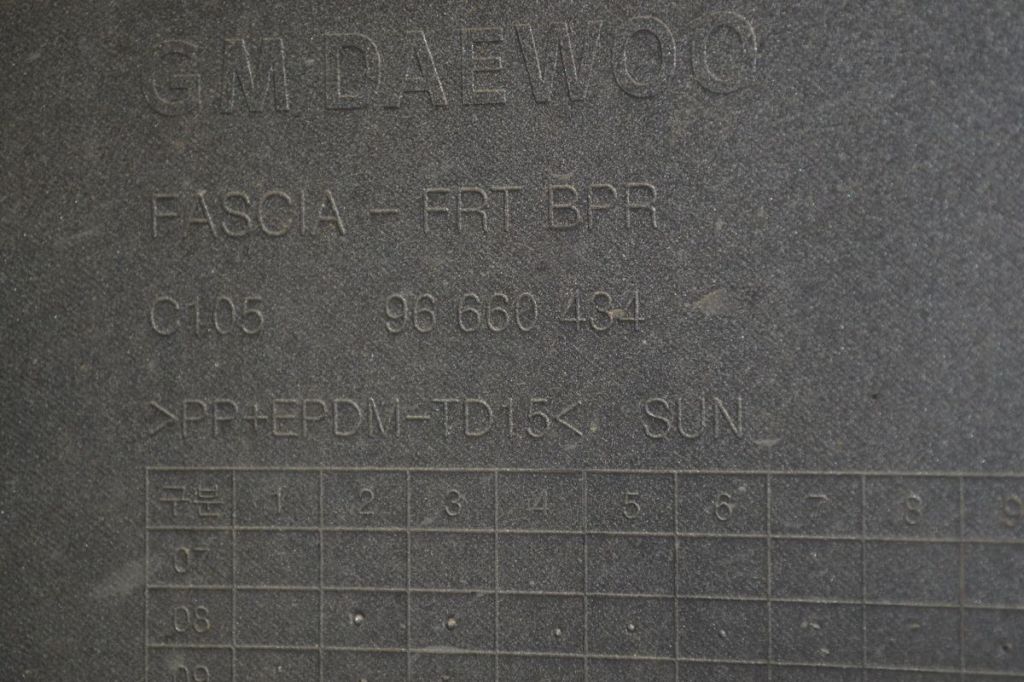 GM DAEWOO
FASCIA - FRT BPR
C105 96 660 434
>PP+EPDM-TD15< SUN
구분 1 2 3 4 5 6 7 8 9
07
08
09